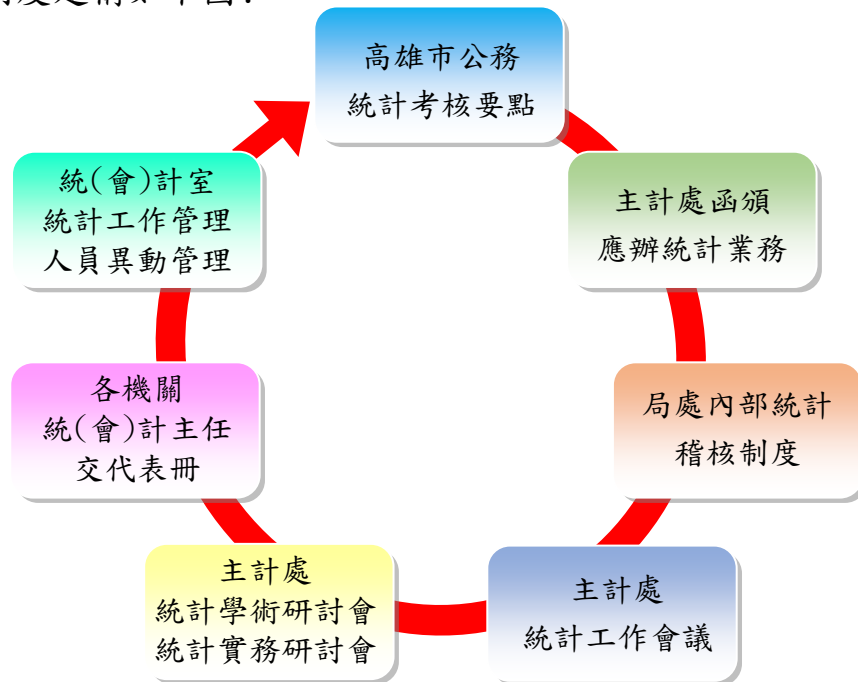 高雄市公務
統計考核要點
主計處函頒
應辦統計業務
局處內部統計
稽核制度
主計處
統計工作會議
主計處
統計學術研討會
統計實務研討會
各機關
統(會)計主任
交代表冊
統(會)計室
統計工作管理
人員異動管理